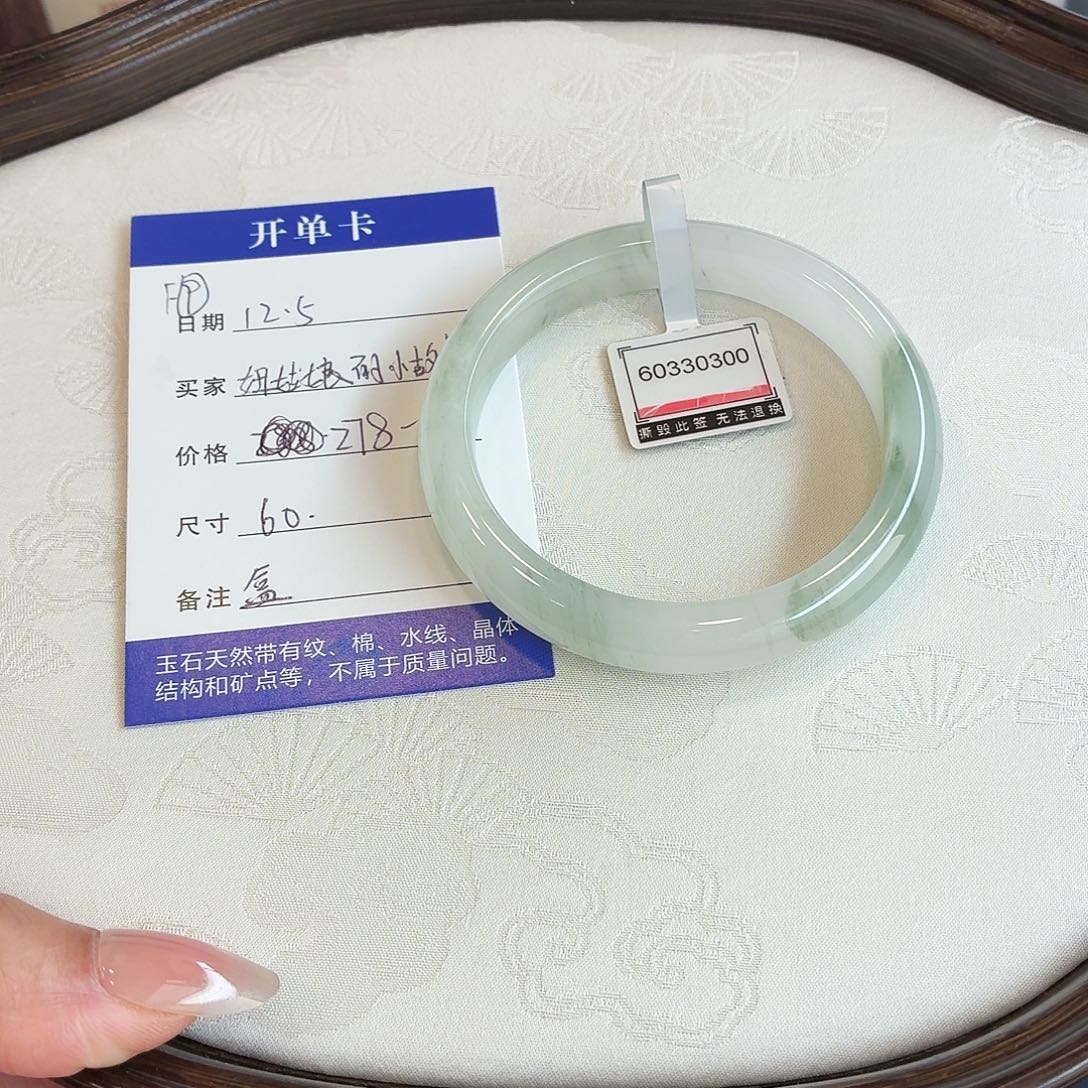 开单卡
日期 12.5
买家
价格 278-
尺寸 60.
备注 盒
玉石天然带有纹、棉、水线、晶体
结构和矿点等，不属于质量问题。
60330300
撕毁此签 无法退换